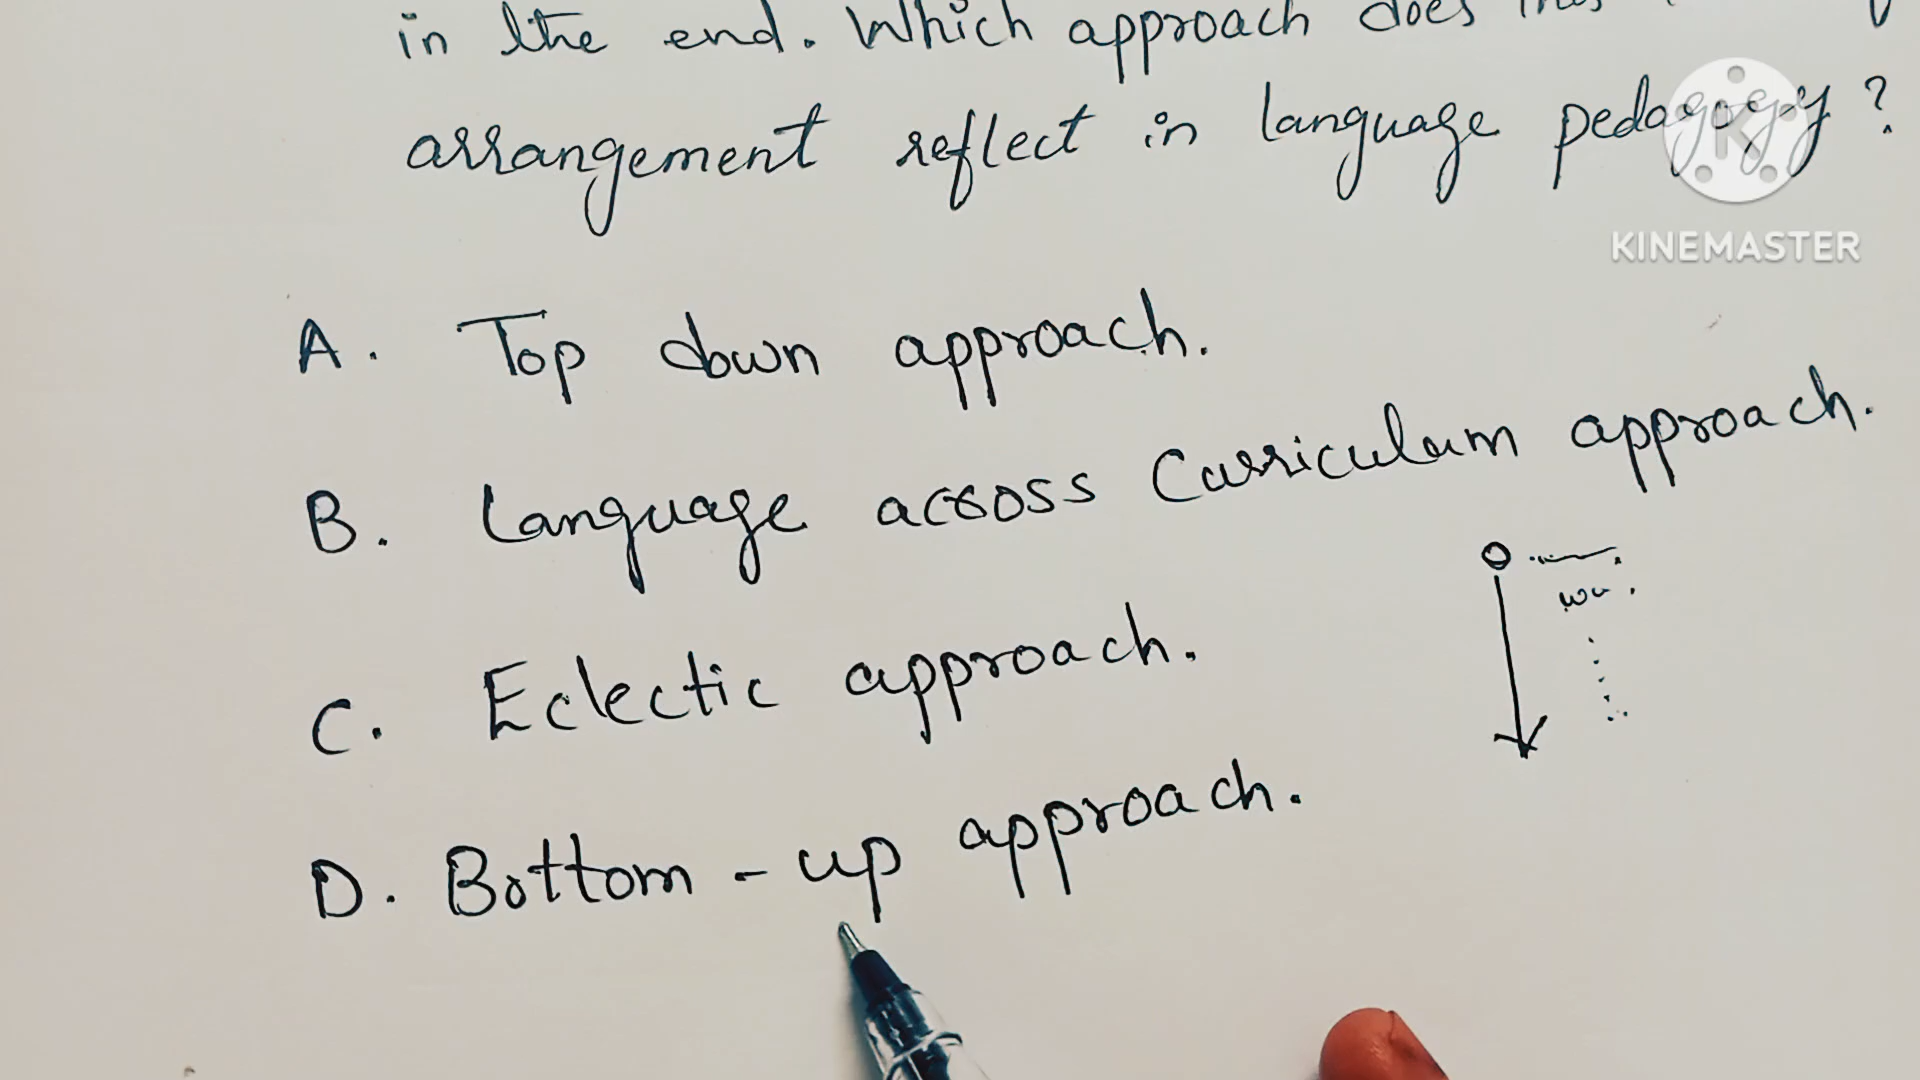 in the end. Which approach does this
arrangement reflect in language pedagogy?
KINEMASTER
A. Top down approach.
B. Language across Curriculum approach.
C. Eclectic approach.
D. Bottom-up approach.